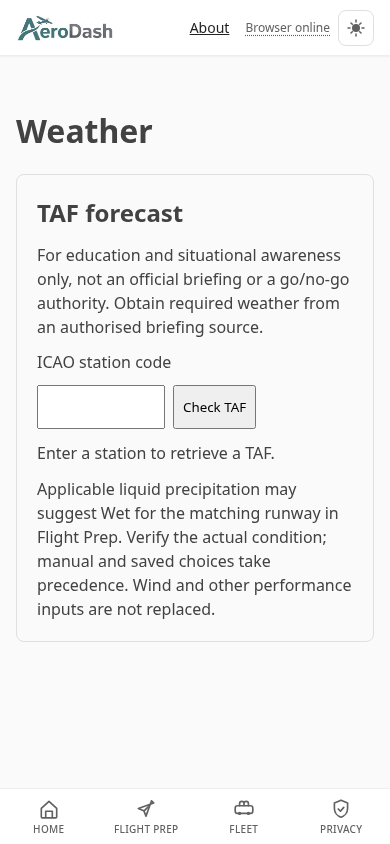 AeroDash
About
Browser online
Weather
TAF forecast
For education and situational awareness
only, not an official briefing or a go/no-go
authority. Obtain required weather from
an authorised briefing source.
ICAO station code
Check TAF
Enter a station to retrieve a TAF.
Applicable liquid precipitation may
suggest Wet for the matching runway in
Flight Prep. Verify the actual condition;
manual and saved choices take
precedence. Wind and other performance
inputs are not replaced.
HOME
FLIGHT PREP
FLEET
PRIVACY